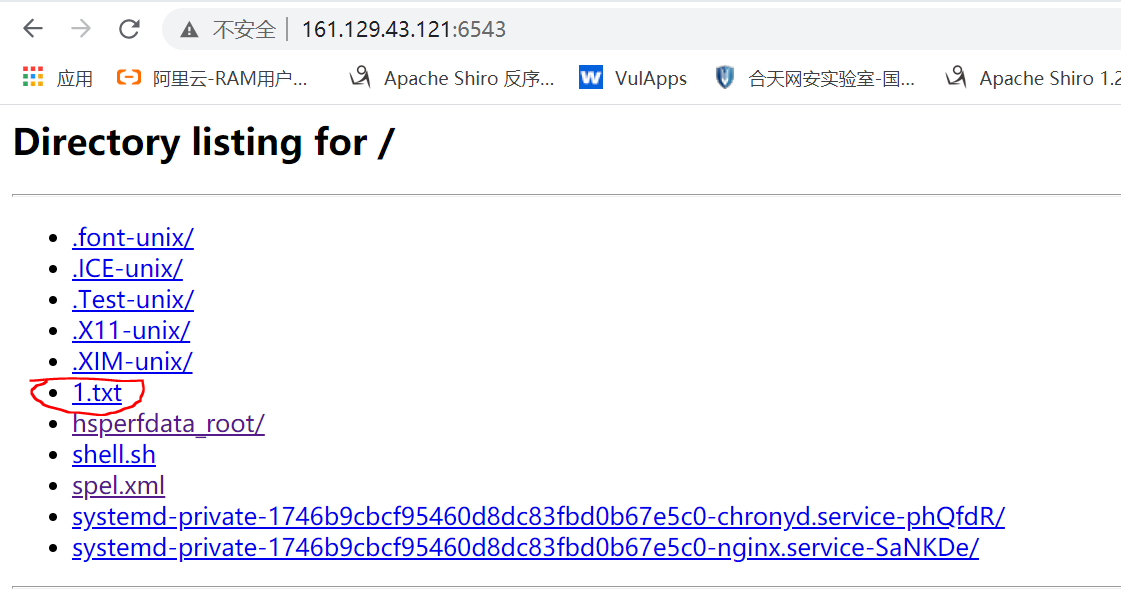 不安全 | 161.129.43.121:6543
应用 阿里云-RAM用户... Apache Shiro 反序... VulApps 合天网安实验室-国... Apache Shiro 1.2
Directory listing for /
.font-unix/
.ICE-unix/
.Test-unix/
.X11-unix/
.XIM-unix/
1.txt
hsperfdata_root/
shell.sh
spel.xml
systemd-private-1746b9cbcf95460d8dc83fbd0b67e5c0-chronyd.service-phQfdR/
systemd-private-1746b9cbcf95460d8dc83fbd0b67e5c0-nginx.service-SaNKDe/